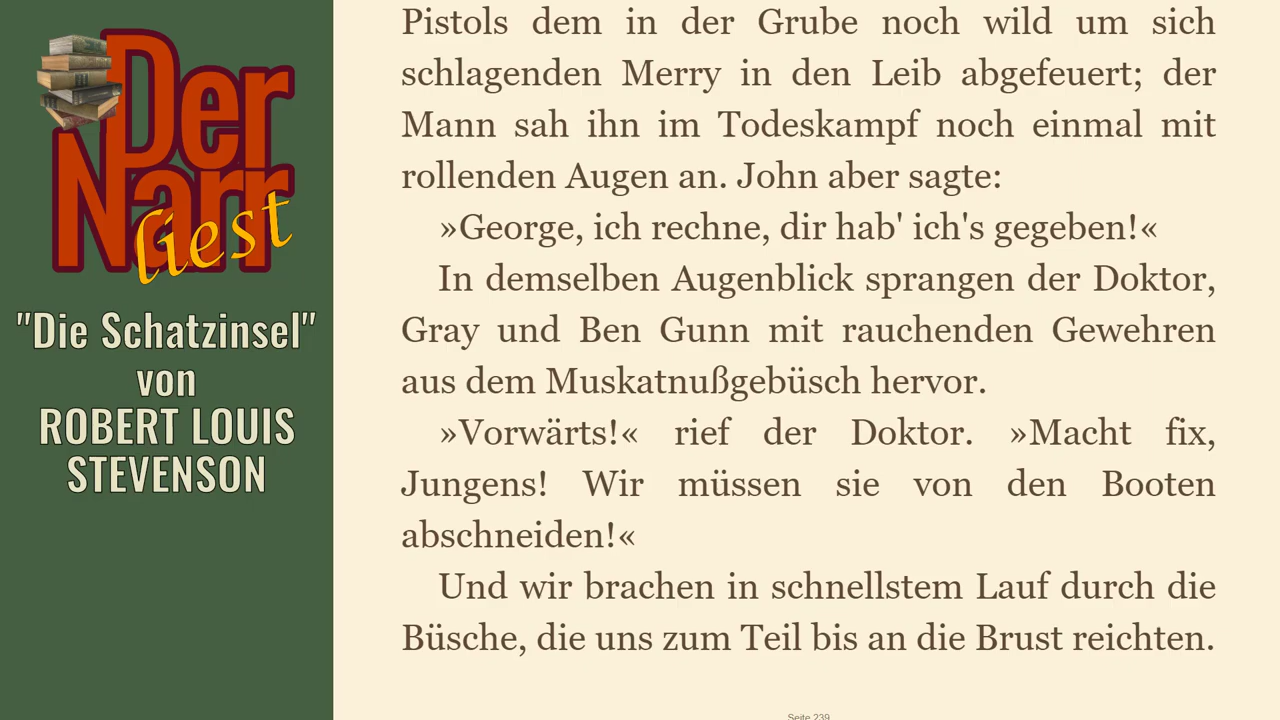 Der
Narr
liest
"Die Schatzinsel"
von
ROBERT LOUIS
STEVENSON
Pistols dem in der Grube noch wild um sich
schlagenden Merry in den Leib abgefeuert; der
Mann sah ihn im Todeskampf noch einmal mit
rollenden Augen an. John aber sagte:
»George, ich rechne, dir hab' ich's gegeben!«
In demselben Augenblick sprangen der Doktor,
Gray und Ben Gunn mit rauchenden Gewehren
aus dem Muskatnußgebüsch hervor.
»Vorwärts!« rief der Doktor. »Macht fix,
Jungens! Wir müssen sie von den Booten
abschneiden!«
Und wir brachen in schnellstem Lauf durch die
Büsche, die uns zum Teil bis an die Brust reichten.
Seite 239